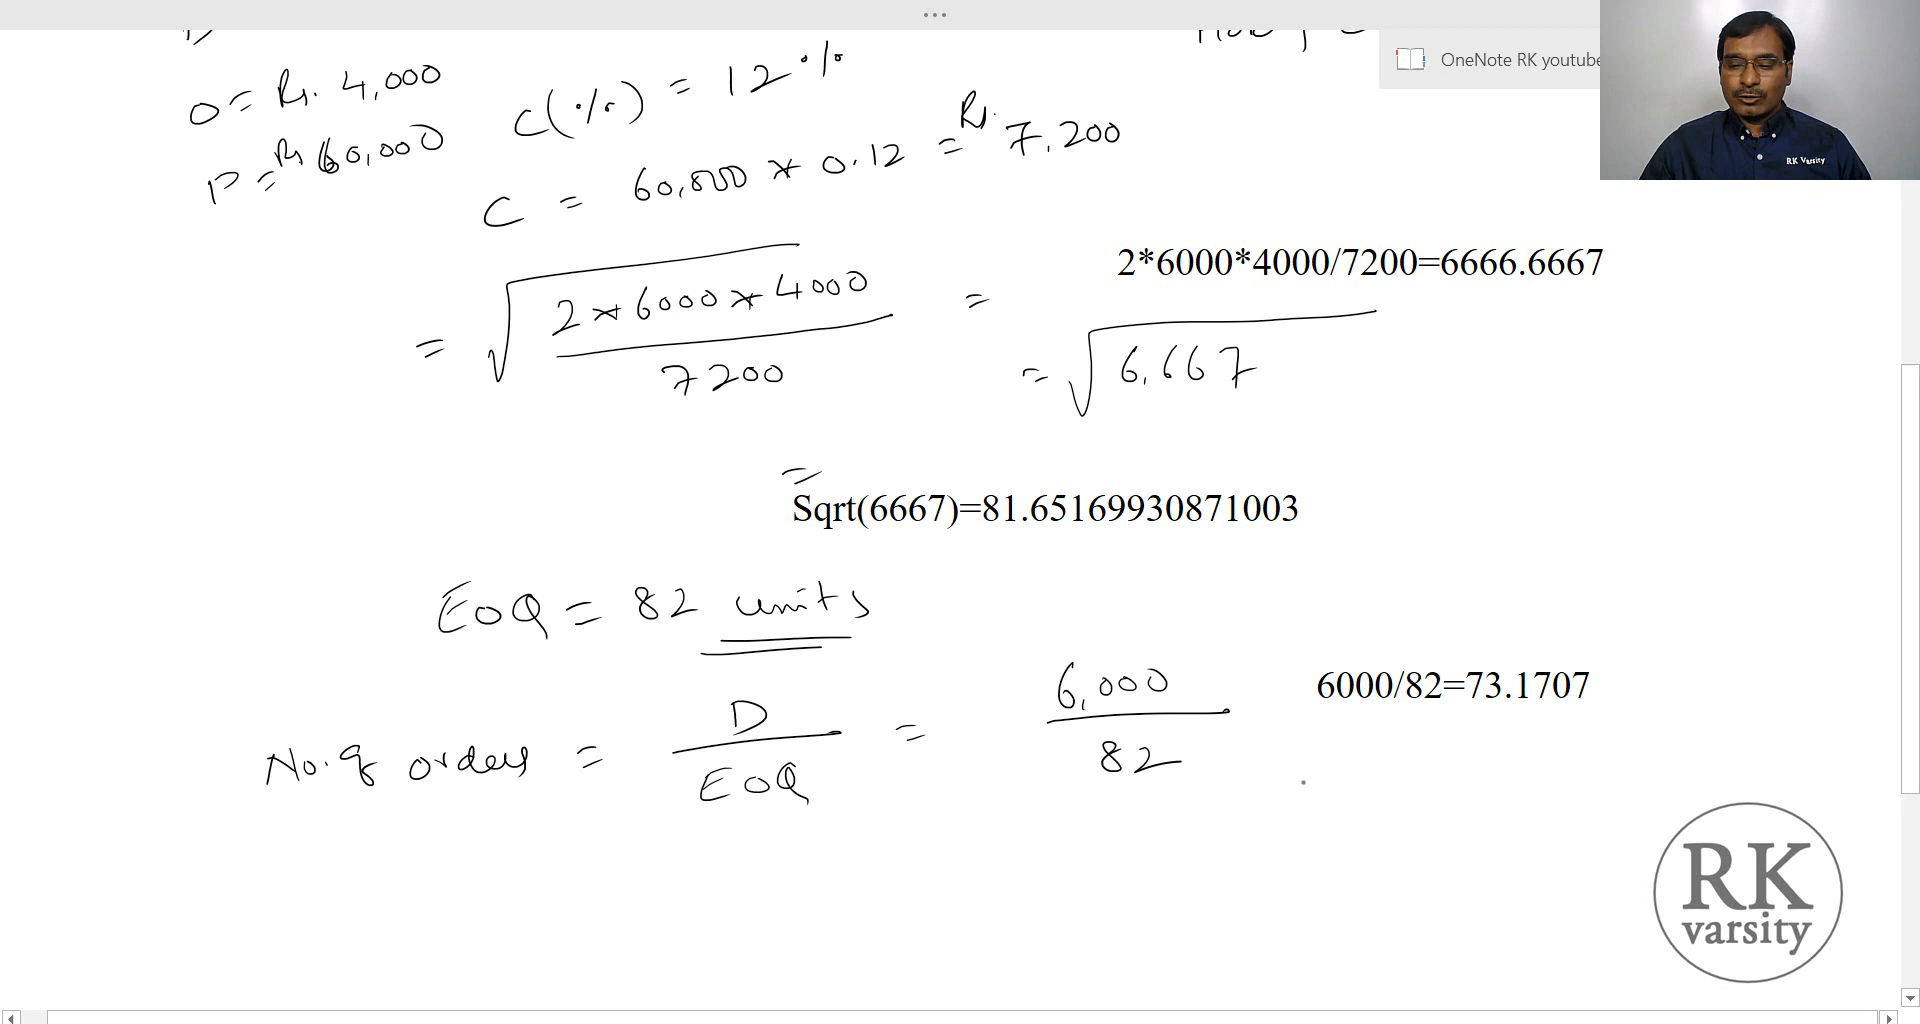 OneNote RK youtube
O = Rs. 4,000
C(%) = 12%
P = Rs 60,000
C = 60,000 * 0.12 = Rs. 7,200
RK Varsity
2*6000*4000/7200=6666.6667
= √ 2*6000*4000 / 7200 =
= √ 6,667
=
Sqrt(6667)=81.65169930871003
EOQ = 82 units
No. of orders = D / EOQ = 6,000 / 82
6000/82=73.1707
RK
varsity